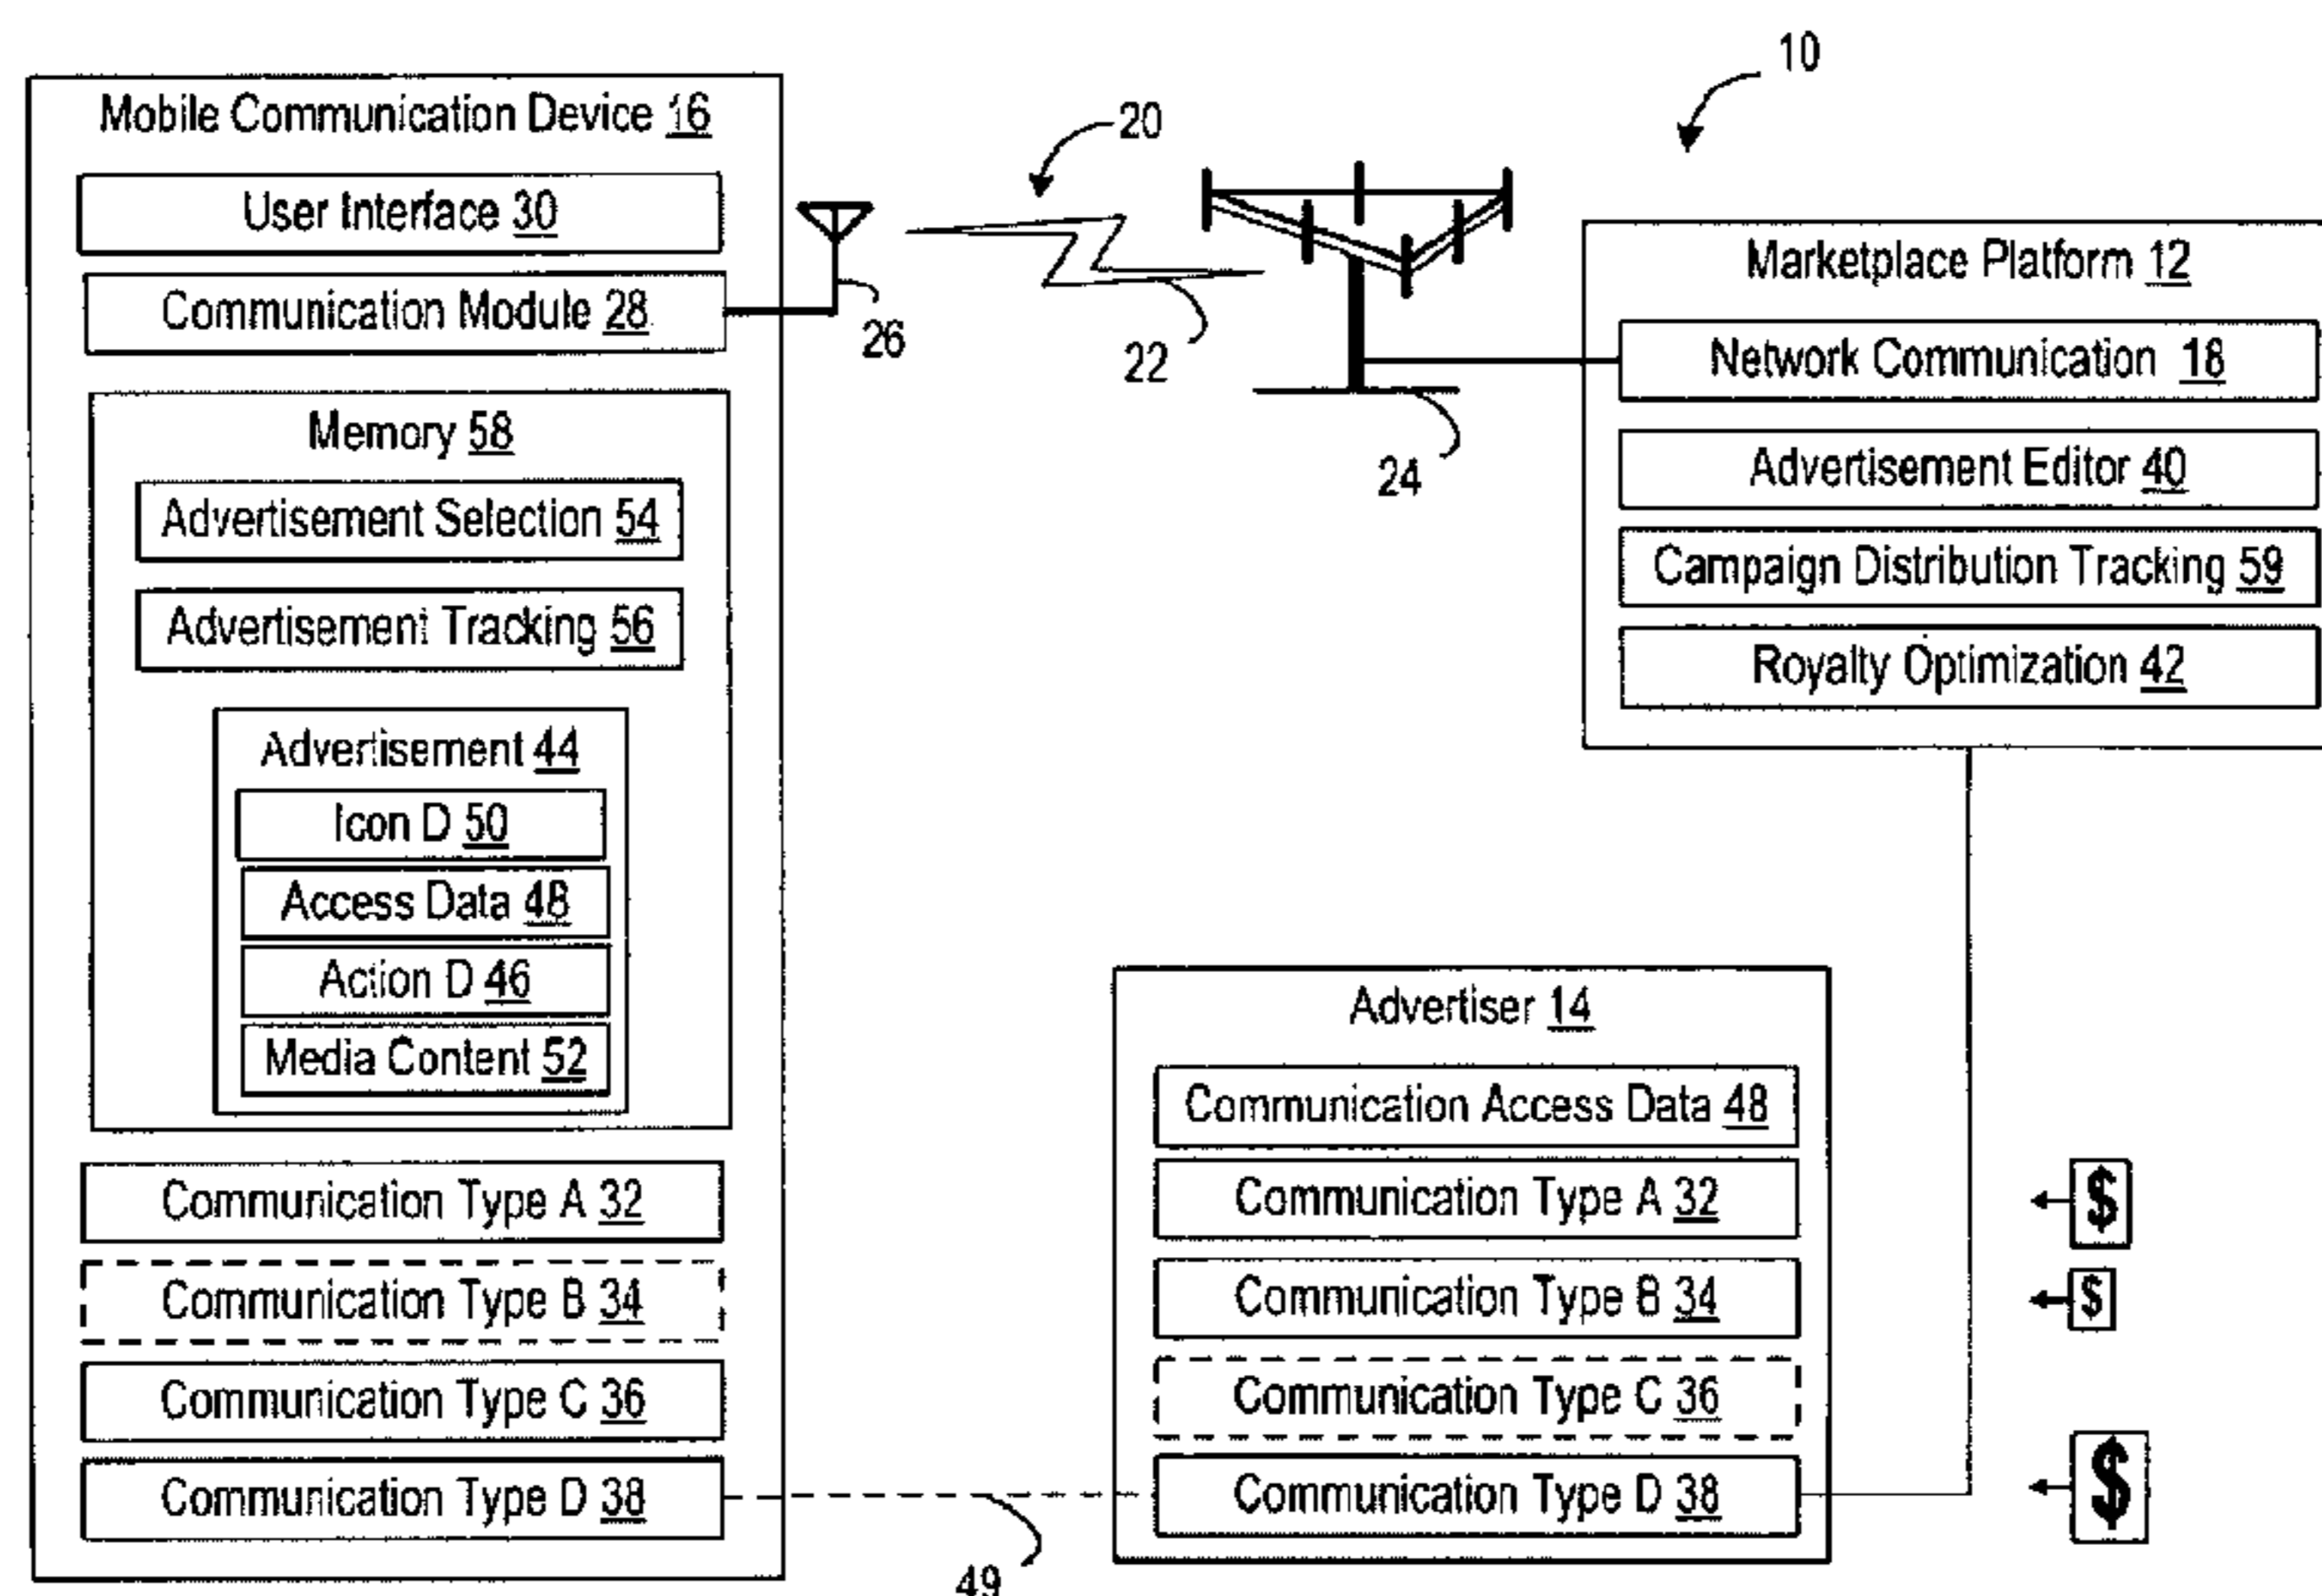 10
Mobile Communication Device 16
20
User Interface 30
Marketplace Platform 12
Communication Module 28
26
22
Network Communication 18
Memory 58
24
Advertisement Editor 40
Advertisement Selection 54
Campaign Distribution Tracking 59
Advertisement Tracking 56
Royalty Optimization 42
Advertisement 44
Icon D 50
Access Data 48
Action D 46
Media Content 52
Advertiser 14
Communication Access Data 48
Communication Type A 32
Communication Type A 32
$
Communication Type B 34
Communication Type B 34
$
Communication Type C 36
Communication Type C 36
Communication Type D 38
Communication Type D 38
$
49